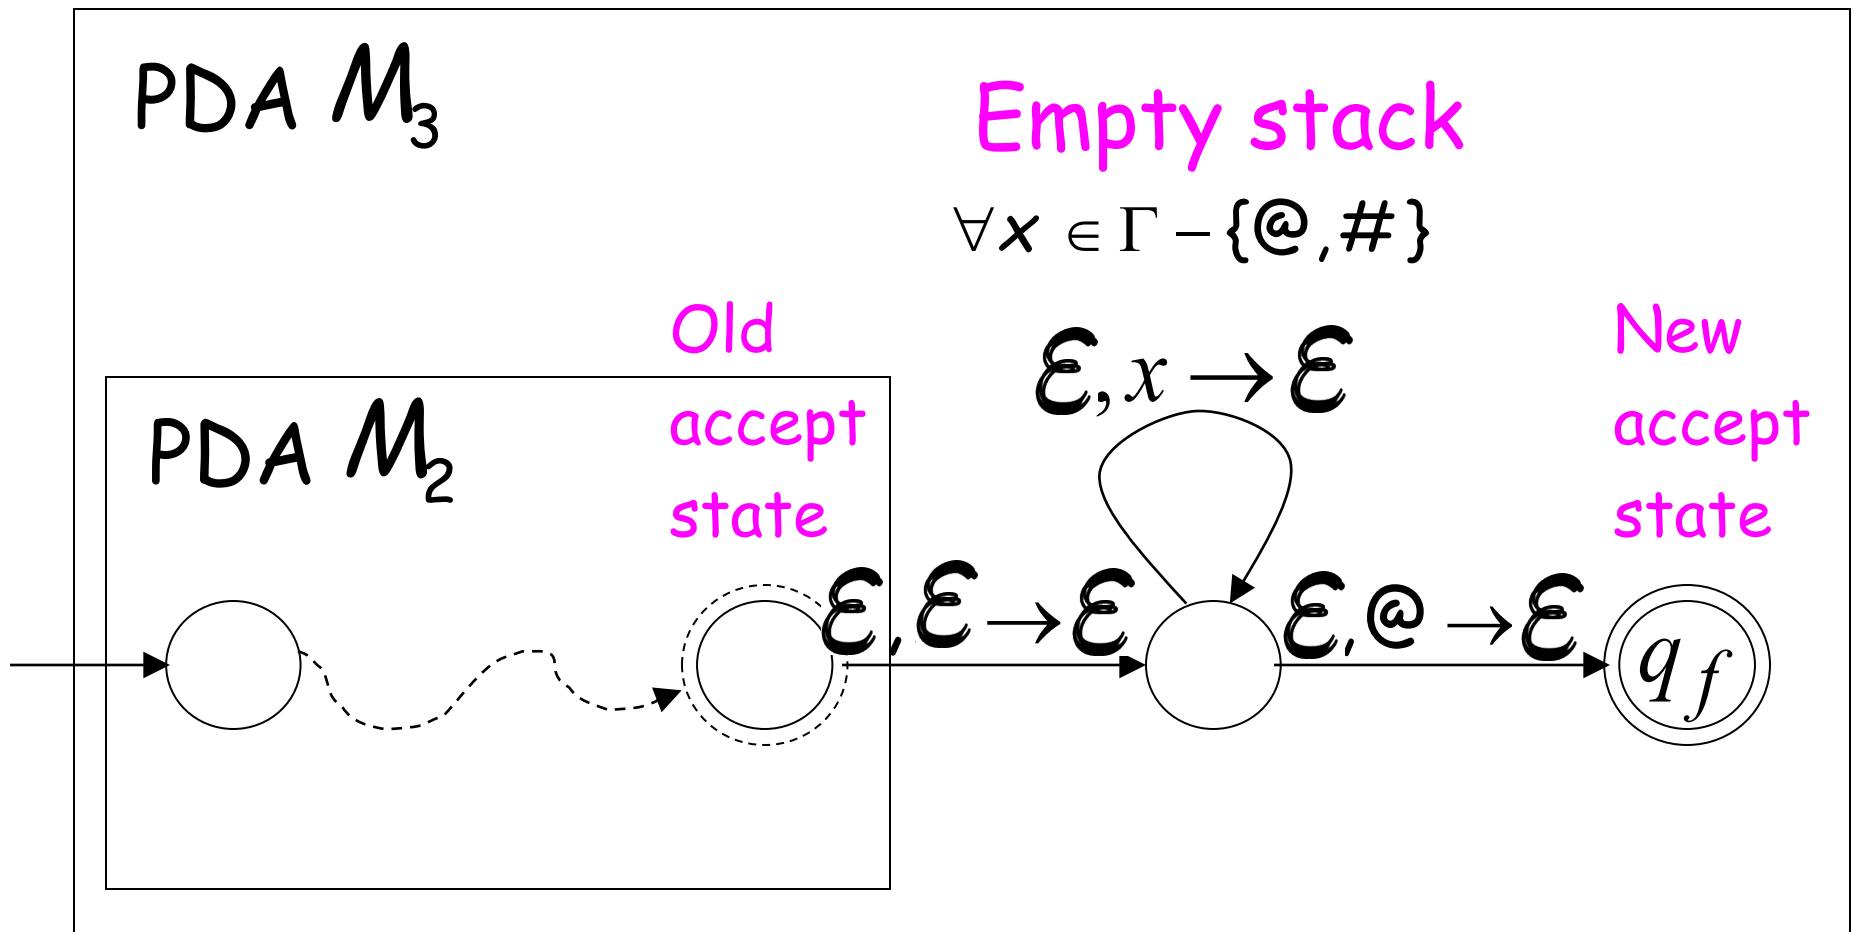 PDA M₃
Empty stack
∀x ∈ Γ − {@,#}
Old
accept
state
PDA M₂
ε, x → ε
New
accept
state
ε, ε → ε
ε, @ → ε
q_f